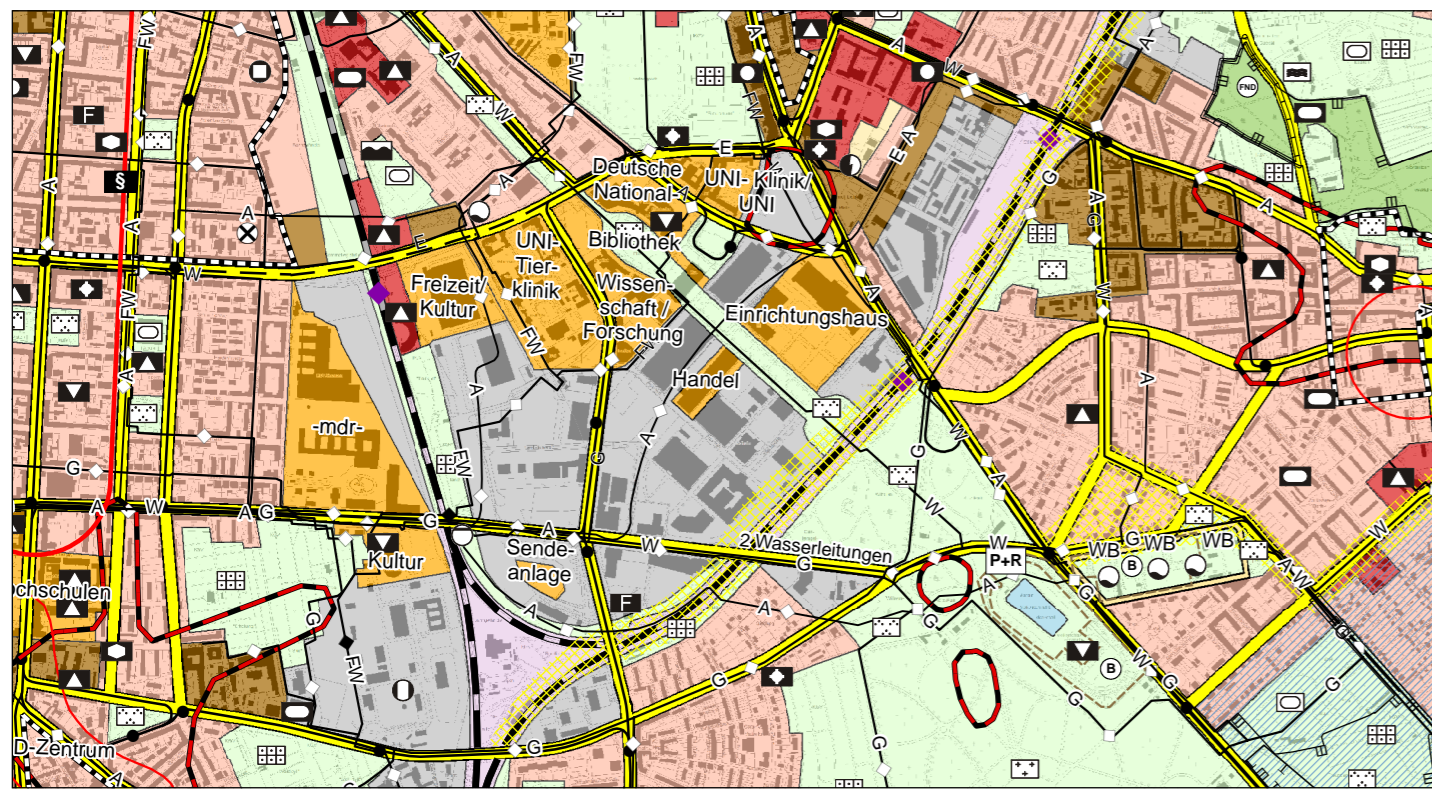 FW
A
W
FW
A
A
W
F
§
A
E
FND
Deutsche
National-
UNI- Klinik/
UNI
E
A
G
A
A
G
A
E
W
UNI-
Tier-
klinik
Bibliothek
Freizeit/
Kultur
Wissen-
schaft /
Forschung
Einrichtungshaus
FW
FW
A
A
W
A
Handel
-mdr-
A
A
G
FW
G
A
W
G
W
A
G
A
W
A
G
G
A
W
Sende-
anlage
2 Wasserleitungen
G
W
P+R
WB
G
WB
WB
B
W
A
W
Kultur
F
A
A
A
G
G
G
ochschulen
G
FW
G
W
B
G
G
G
G
D-Zentrum
A
G
G